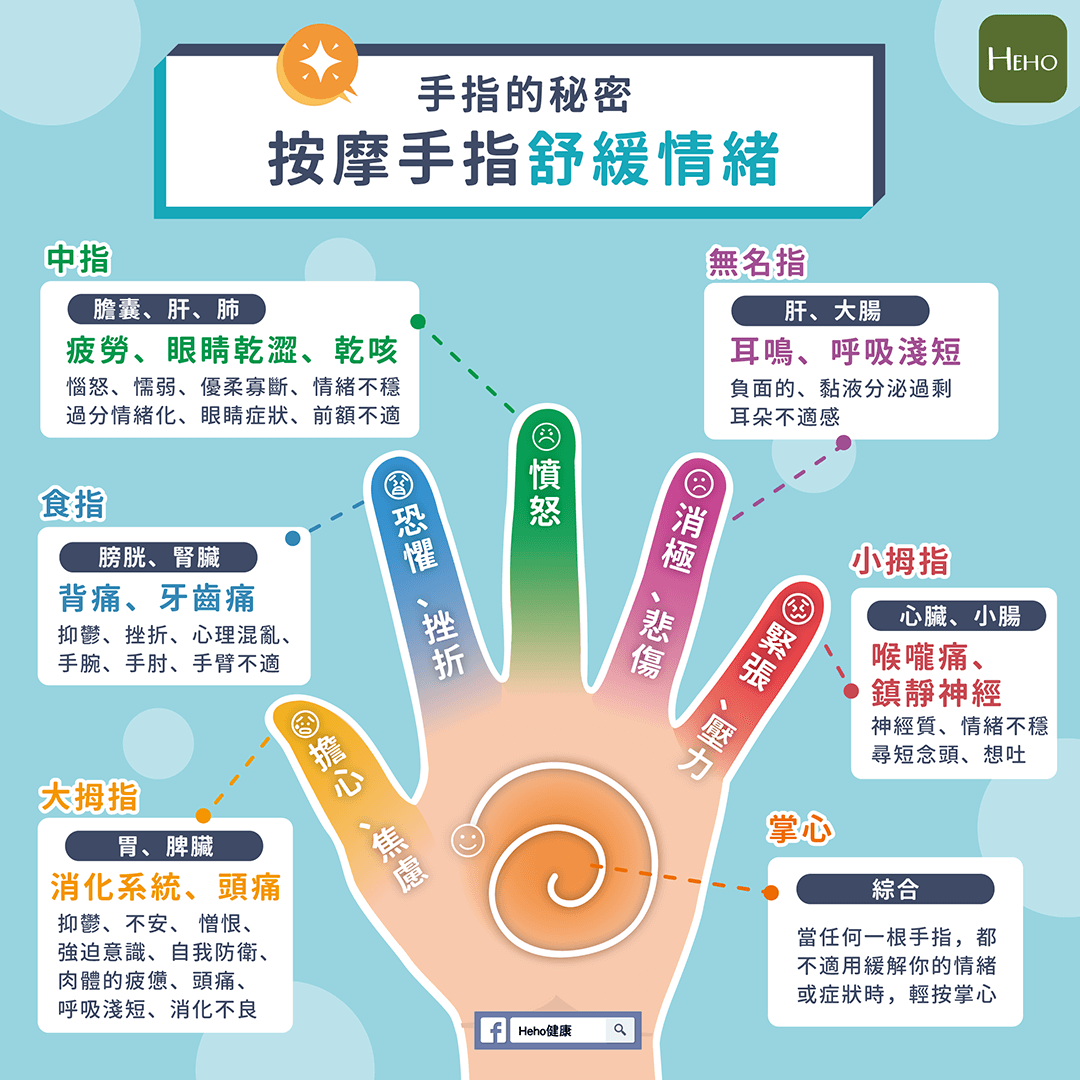 HEHO
手指的秘密
按摩手指舒緩情緒
中指
膽囊、肝、肺
疲勞、眼睛乾澀、乾咳
惱怒、懦弱、優柔寡斷、情緒不穩
過分情緒化、眼睛症狀、前額不適
無名指
肝、大腸
耳鳴、呼吸淺短
負面的、黏液分泌過剩
耳朵不適感
食指
膀胱、腎臟
背痛、牙齒痛
抑鬱、挫折、心理混亂、
手腕、手肘、手臂不適
小拇指
心臟、小腸
喉嚨痛、
鎮靜神經
神經質、情緒不穩
尋短念頭、想吐
大拇指
胃、脾臟
消化系統、頭痛
抑鬱、不安、憎恨、
強迫意識、自我防衛、
肉體的疲憊、頭痛、
呼吸淺短、消化不良
擔心、焦慮
恐懼、挫折
憤怒
消極、悲傷
緊張、壓力
掌心
綜合
當任何一根手指，都
不適用緩解你的情緒
或症狀時，輕按掌心
f Heho健康